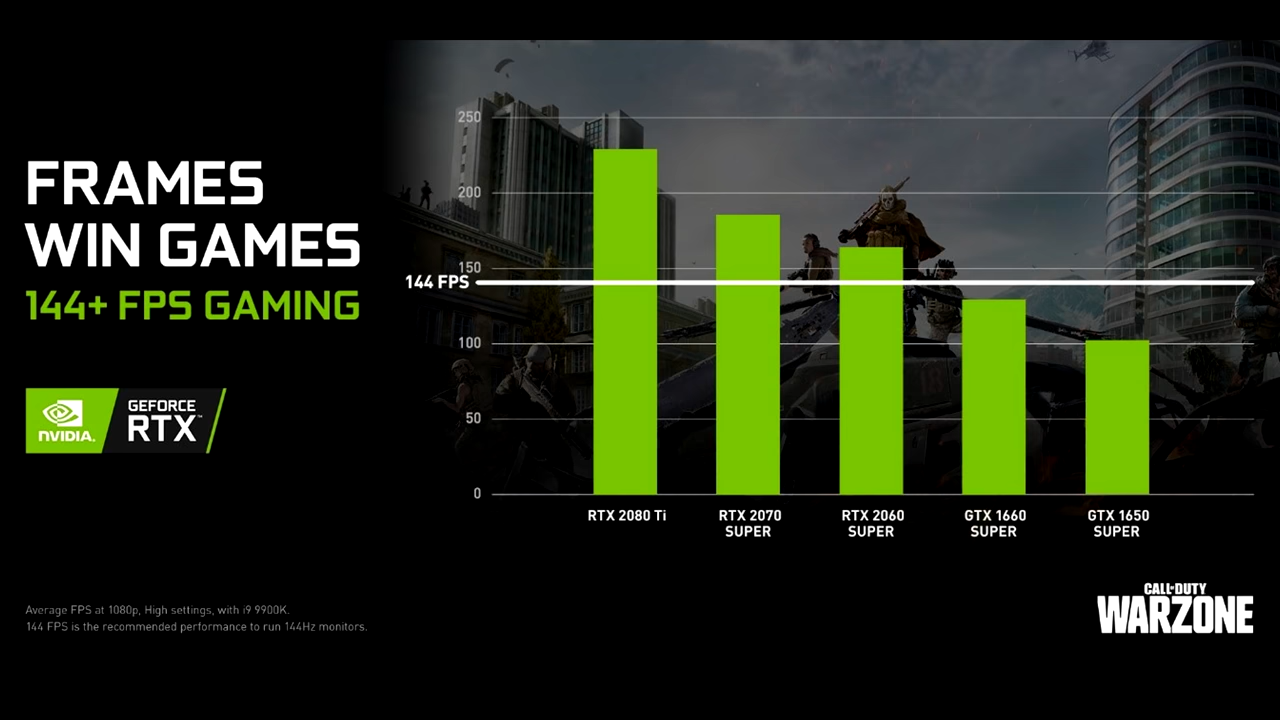 FRAMES
WIN GAMES
144+ FPS GAMING
NVIDIA.
GEFORCE
RTX™
250
200
150
144 FPS
100
50
0
RTX 2080 Ti
RTX 2070
SUPER
RTX 2060
SUPER
GTX 1660
SUPER
GTX 1650
SUPER
Average FPS at 1080p, High settings, with i9 9900K.
144 FPS is the recommended performance to run 144Hz monitors.
CALL OF DUTY
WARZONE